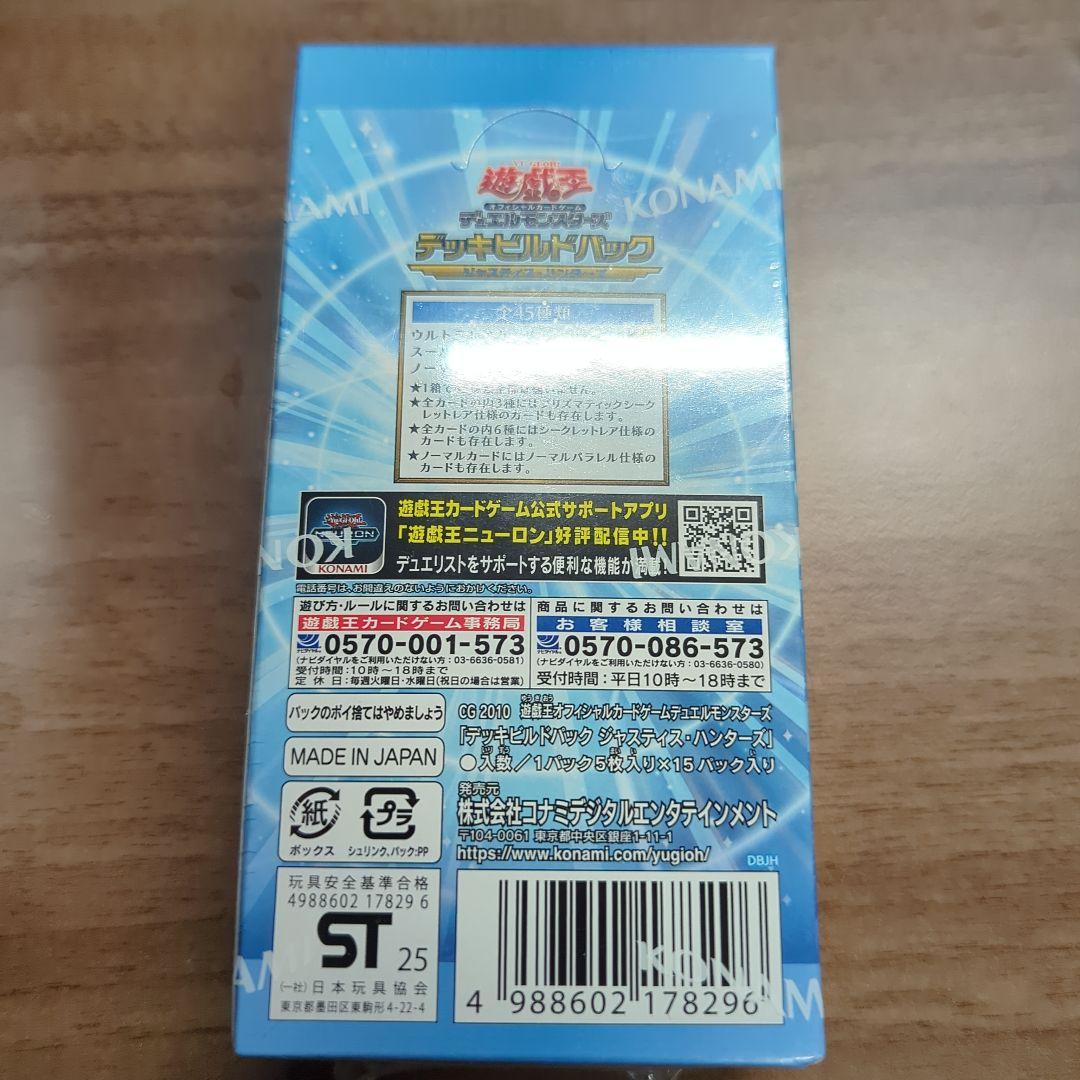 YU-GI-OH!
遊戯王
オフィシャルカードゲーム
デュエルモンスターズ
デッキビルドパック
ジャスティス・ハンターズ
全45種類
ウルト
スー
ノー
★1箱で
★全カードの内3種にはプリズマティックシーク
レットレア仕様のカードも存在します。
★全カードの内6種にはシークレットレア仕様の
カードも存在します。
★ノーマルカードにはノーマルパラレル仕様の
カードも存在します。
Yu-Gi-Oh!
NEURON
KONAMI
遊戯王カードゲーム公式サポートアプリ
「遊戯王ニューロン」好評配信中!!
デュエリストをサポートする便利な機能が満載!
電話番号は、お間違えのないようにおかけください。
遊び方・ルールに関するお問い合わせは
遊戯王カードゲーム事務局
0570-001-573
(ナビダイヤルをご利用いただけない方:03-6636-0581)
受付時間:10時〜18時まで
定休日:毎週火曜日・水曜日(祝日の場合は営業)
商品に関するお問い合わせは
お客様相談室
0570-086-573
(ナビダイヤルをご利用いただけない方:03-6636-0580)
受付時間:平日10時〜18時まで
パックのポイ捨てはやめましょう
MADE IN JAPAN
CG 2010 遊戯王オフィシャルカードゲームデュエルモンスターズ
「デッキビルドパック ジャスティス・ハンターズ」
●入数/1パック5枚入り×15パック入り
発売元
株式会社コナミデジタルエンタテインメント
〒104-0061 東京都中央区銀座1-11-1
https://www.konami.com/yugioh/
DBJH
紙
ボックス
プラ
シュリンク、パック:PP
玩具安全基準合格
4988602 17829 6
ST 25
(一社)日本玩具協会
東京都墨田区東駒形4-22-4
4 988602 178296
KONAMI
KONAMI
KONAMI
KONAMI
KONAMI